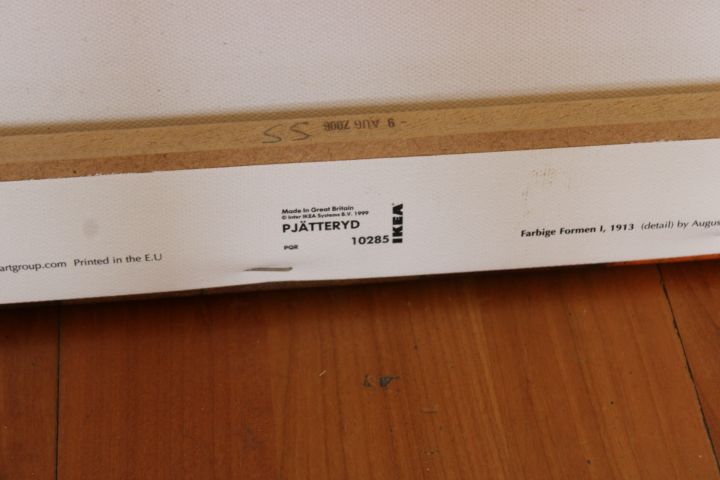 - 9 AUG 2006 SS
Made in Great Britain
© Inter IKEA Systems B.V. 1999
PJÄTTERYD
PQR 10285
IKEA
artgroup.com Printed in the E.U
Farbige Formen I, 1913 (detail) by Augus